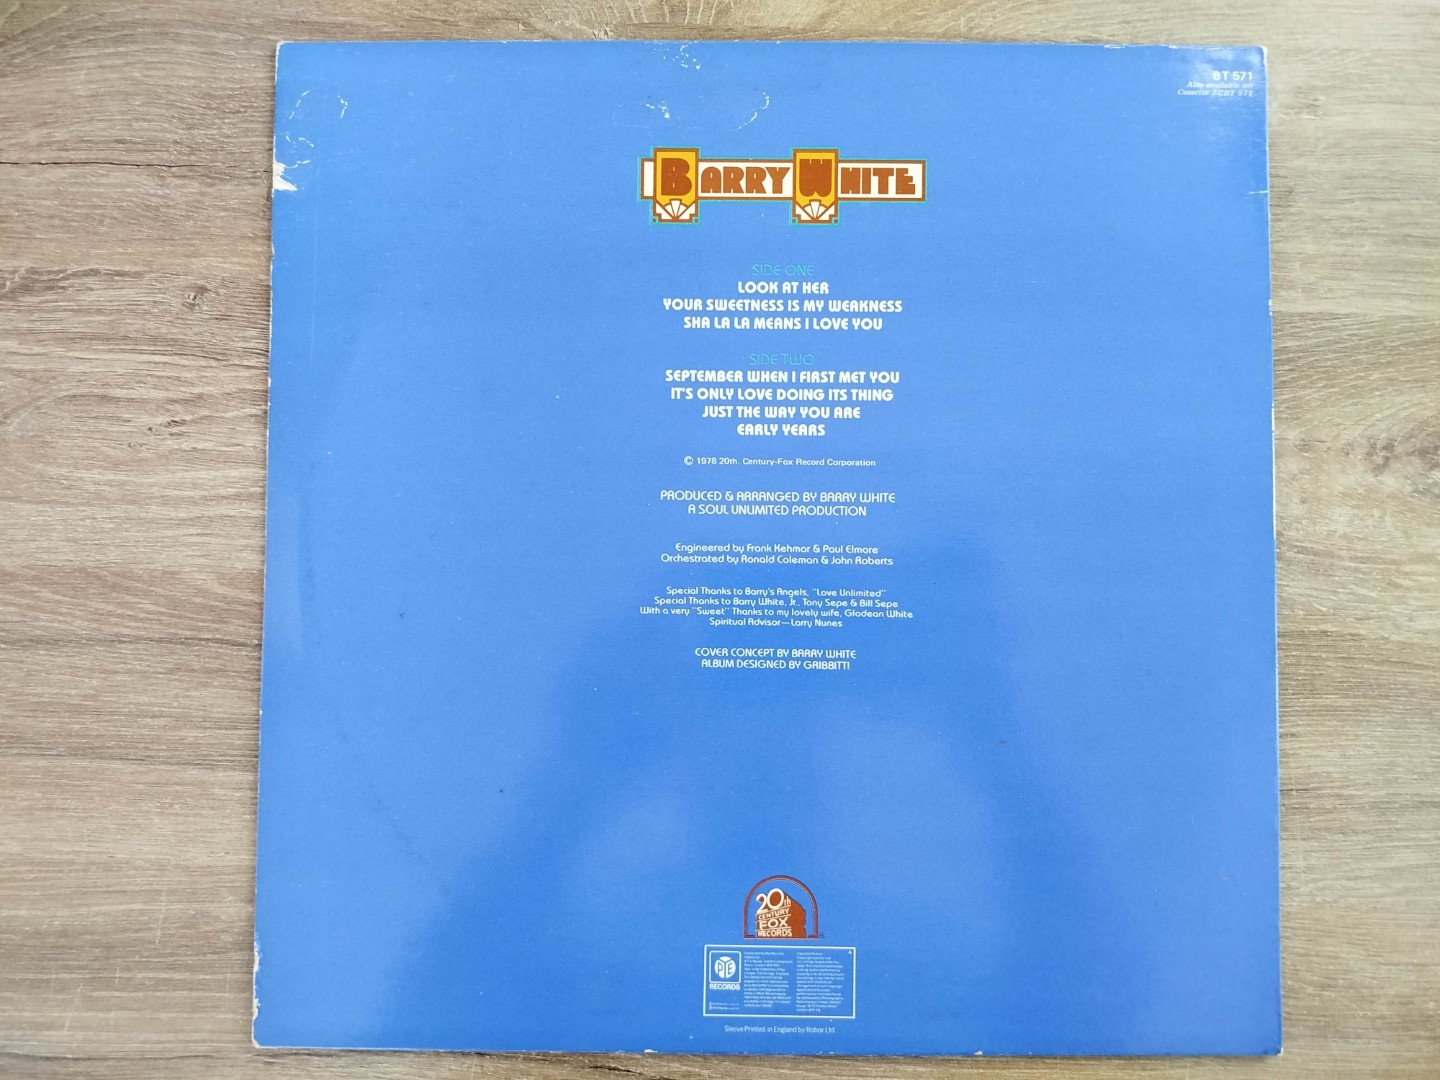 BT 571
Also available on
Cassette ZCBT 571
BARRY WHITE
SIDE ONE
LOOK AT HER
YOUR SWEETNESS IS MY WEAKNESS
SHA LA LA MEANS I LOVE YOU
SIDE TWO
SEPTEMBER WHEN I FIRST MET YOU
IT'S ONLY LOVE DOING ITS THING
JUST THE WAY YOU ARE
EARLY YEARS
© 1978 20th. Century-Fox Record Corporation
PRODUCED & ARRANGED BY BARRY WHITE
A SOUL UNLIMITED PRODUCTION
Engineered by Frank Kehmar & Paul Elmore
Orchestrated by Ronald Coleman & John Roberts
Special Thanks to Barry's Angels, "Love Unlimited"
Special Thanks to Barry White, Jr., Tony Sepe & Bill Sepe
With a very "Sweet" Thanks to my lovely wife, Glodean White
Spiritual Advisor—Larry Nunes
COVER CONCEPT BY BARRY WHITE
ALBUM DESIGNED BY GRIBBITT!
20th
CENTURY
FOX
RECORDS
PYE
RECORDS
Sleeve Printed in England by Robor Ltd